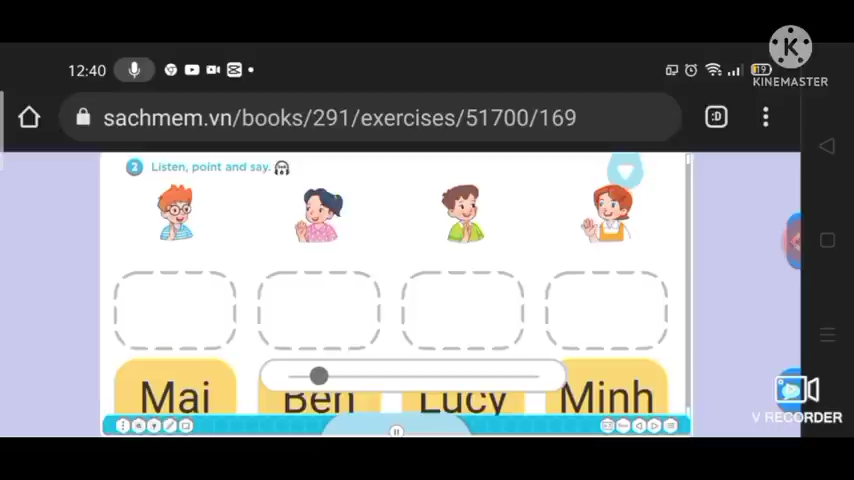 12:40
19
KINEMASTER
sachmem.vn/books/291/exercises/51700/169
:D
2 Listen, point and say.
Mai Ben Lucy Minh
V RECORDER